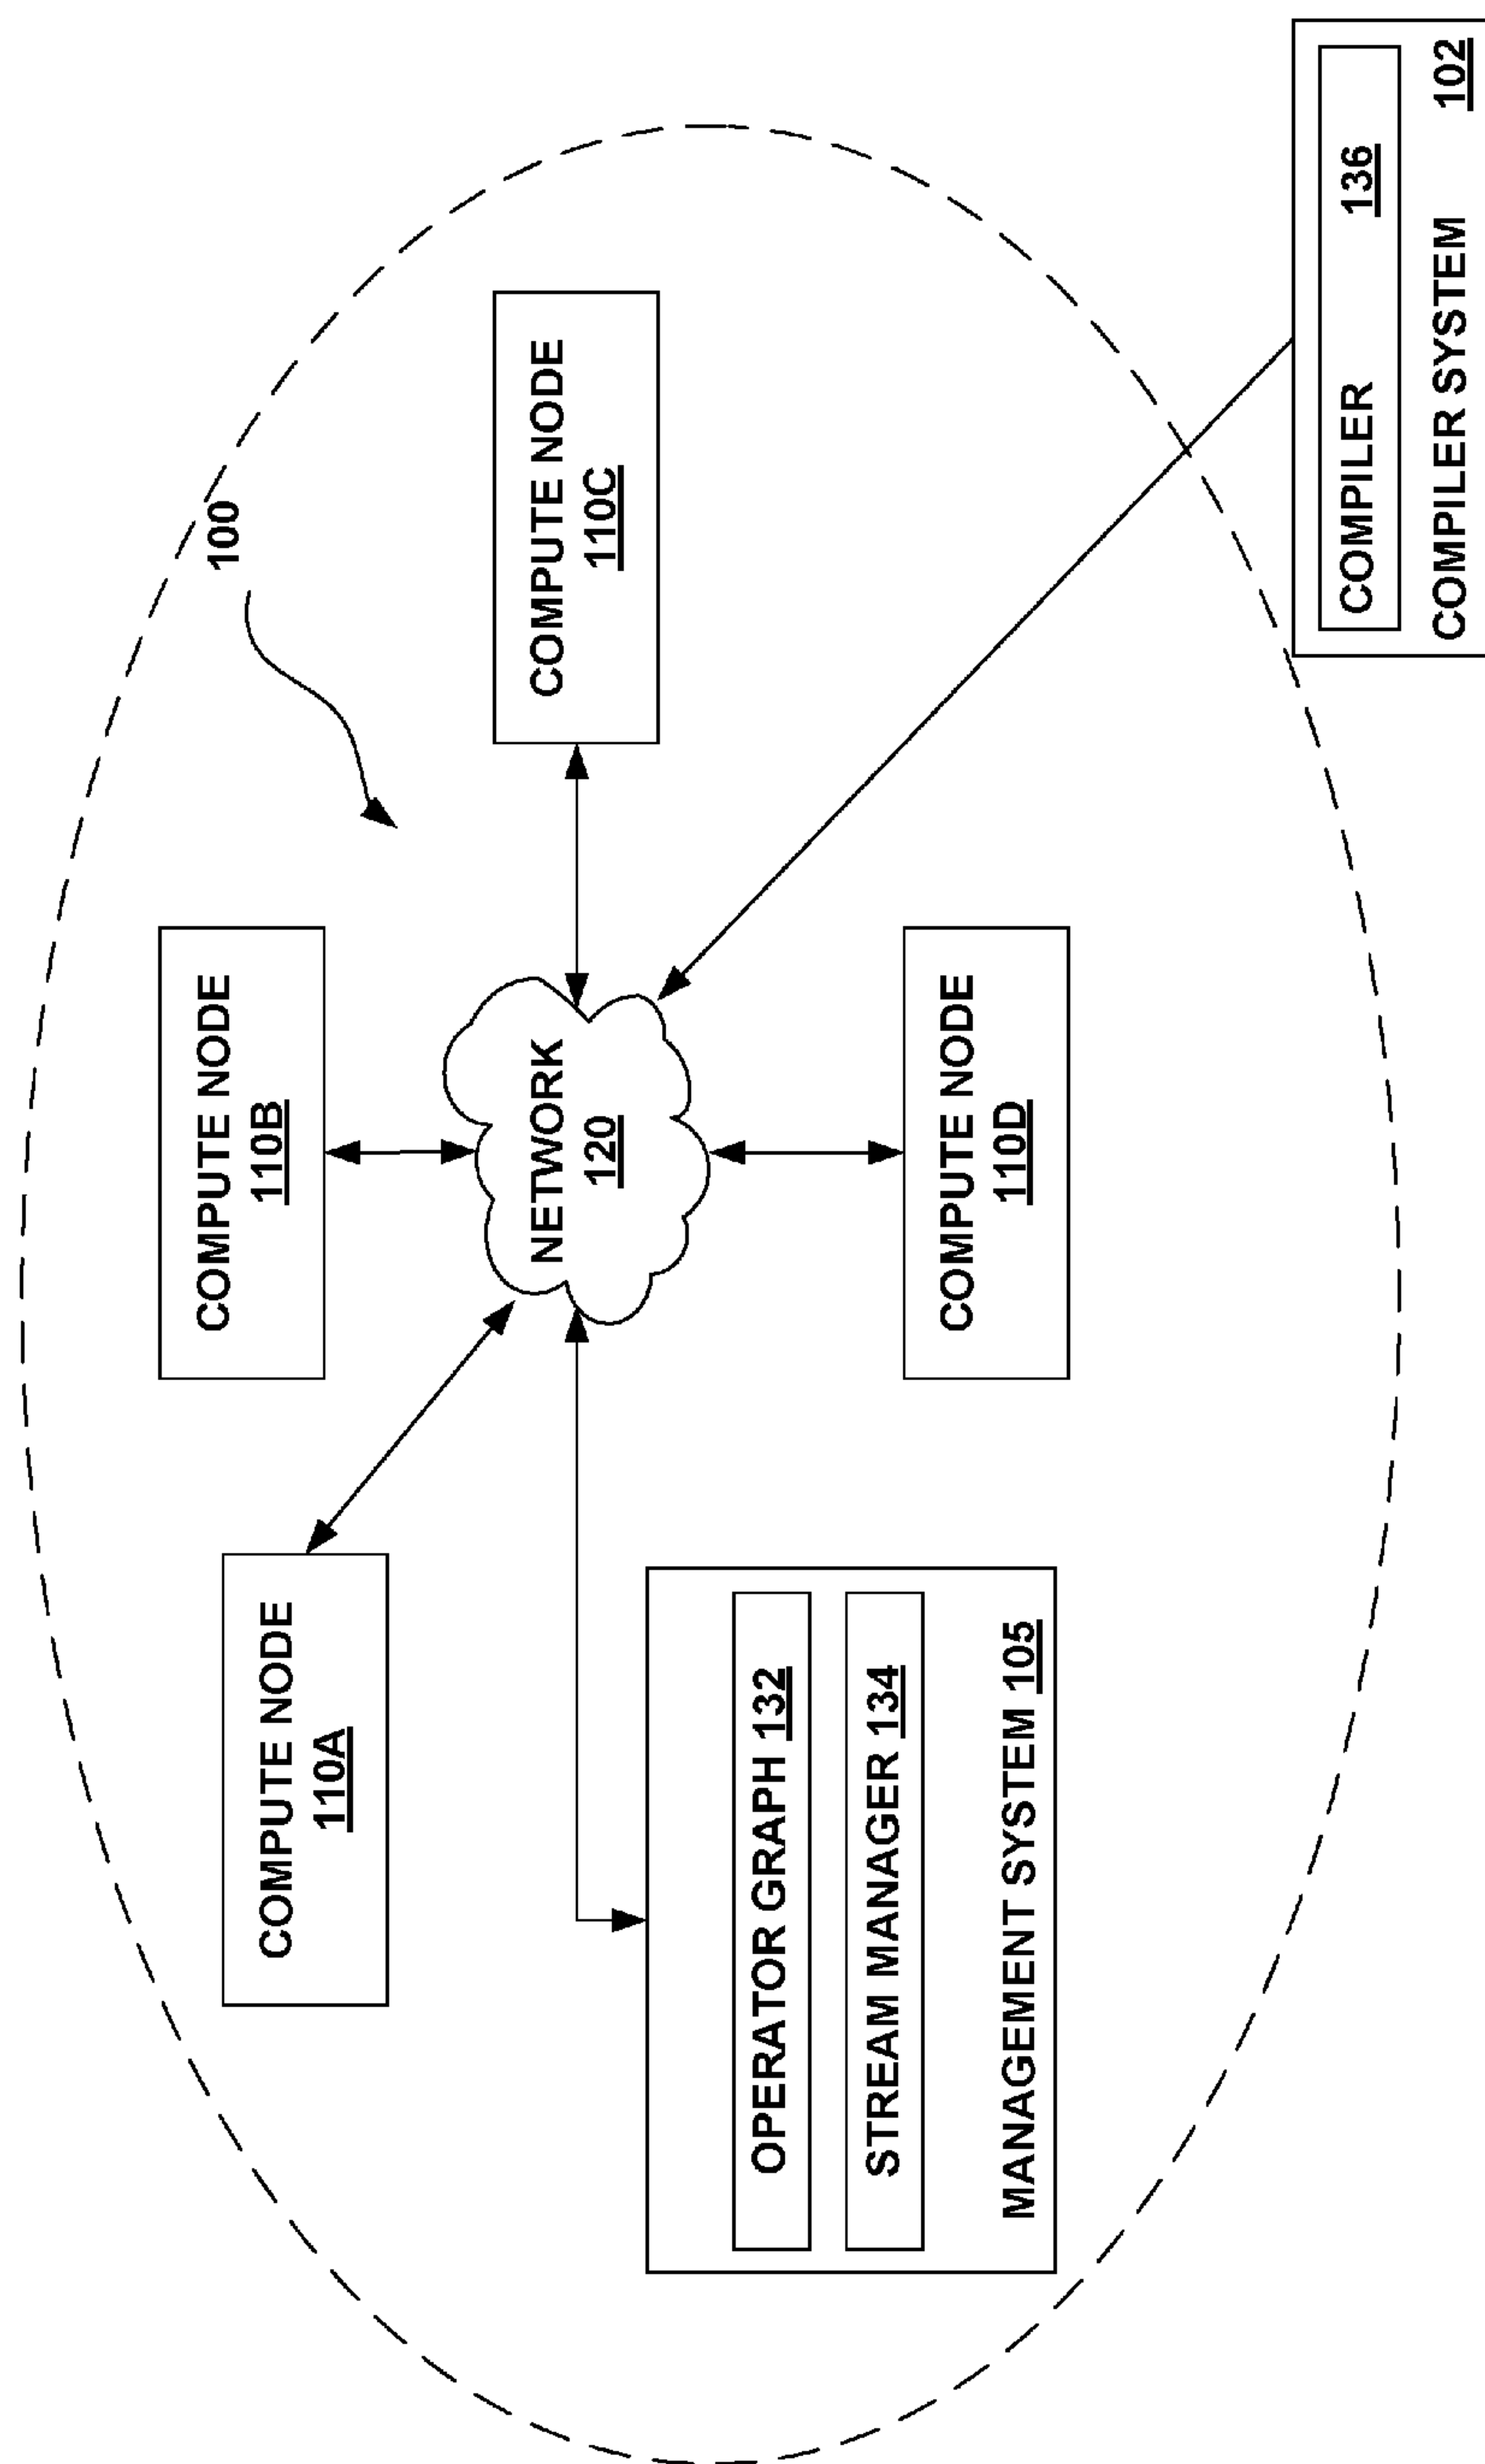 100
COMPUTE NODE
110A
COMPUTE NODE
110B
COMPUTE NODE
110C
NETWORK
120
COMPUTE NODE
110D
OPERATOR GRAPH 132
STREAM MANAGER 134
MANAGEMENT SYSTEM 105
COMPILER 136
COMPILER SYSTEM 102